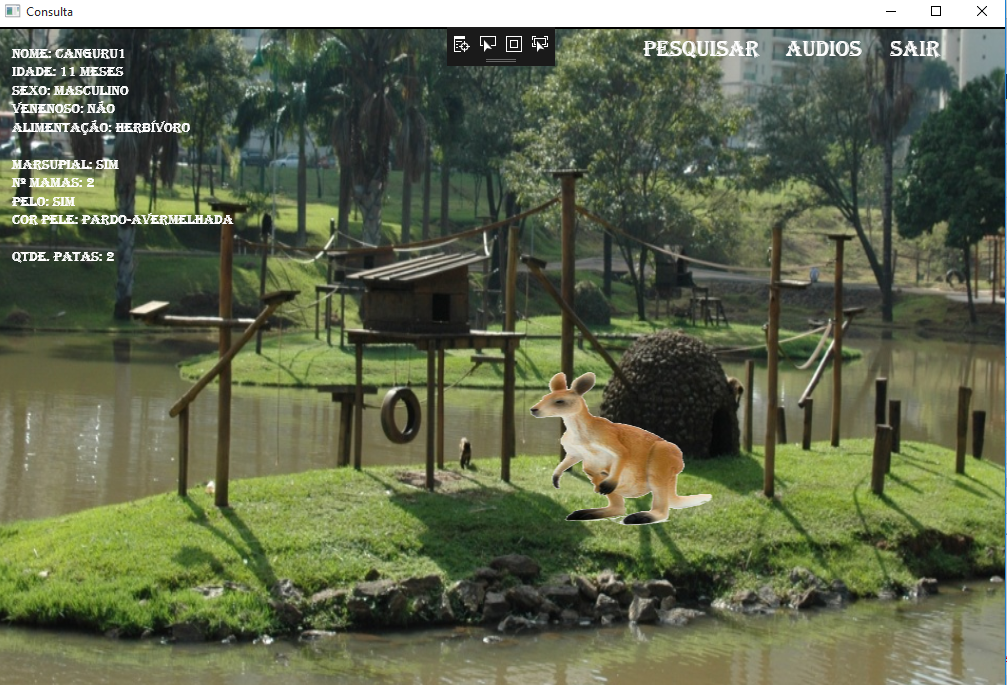 Consulta
PESQUISAR AUDIOS SAIR
NOME: CANGURU1
IDADE: 11 MESES
SEXO: MASCULINO
VENENOSO: NÃO
ALIMENTAÇÃO: HERBÍVORO
MARSUPIAL: SIM
Nº MAMAS: 2
PELO: SIM
COR PELE: PARDO-AVERMELHADA
QTDE. PATAS: 2